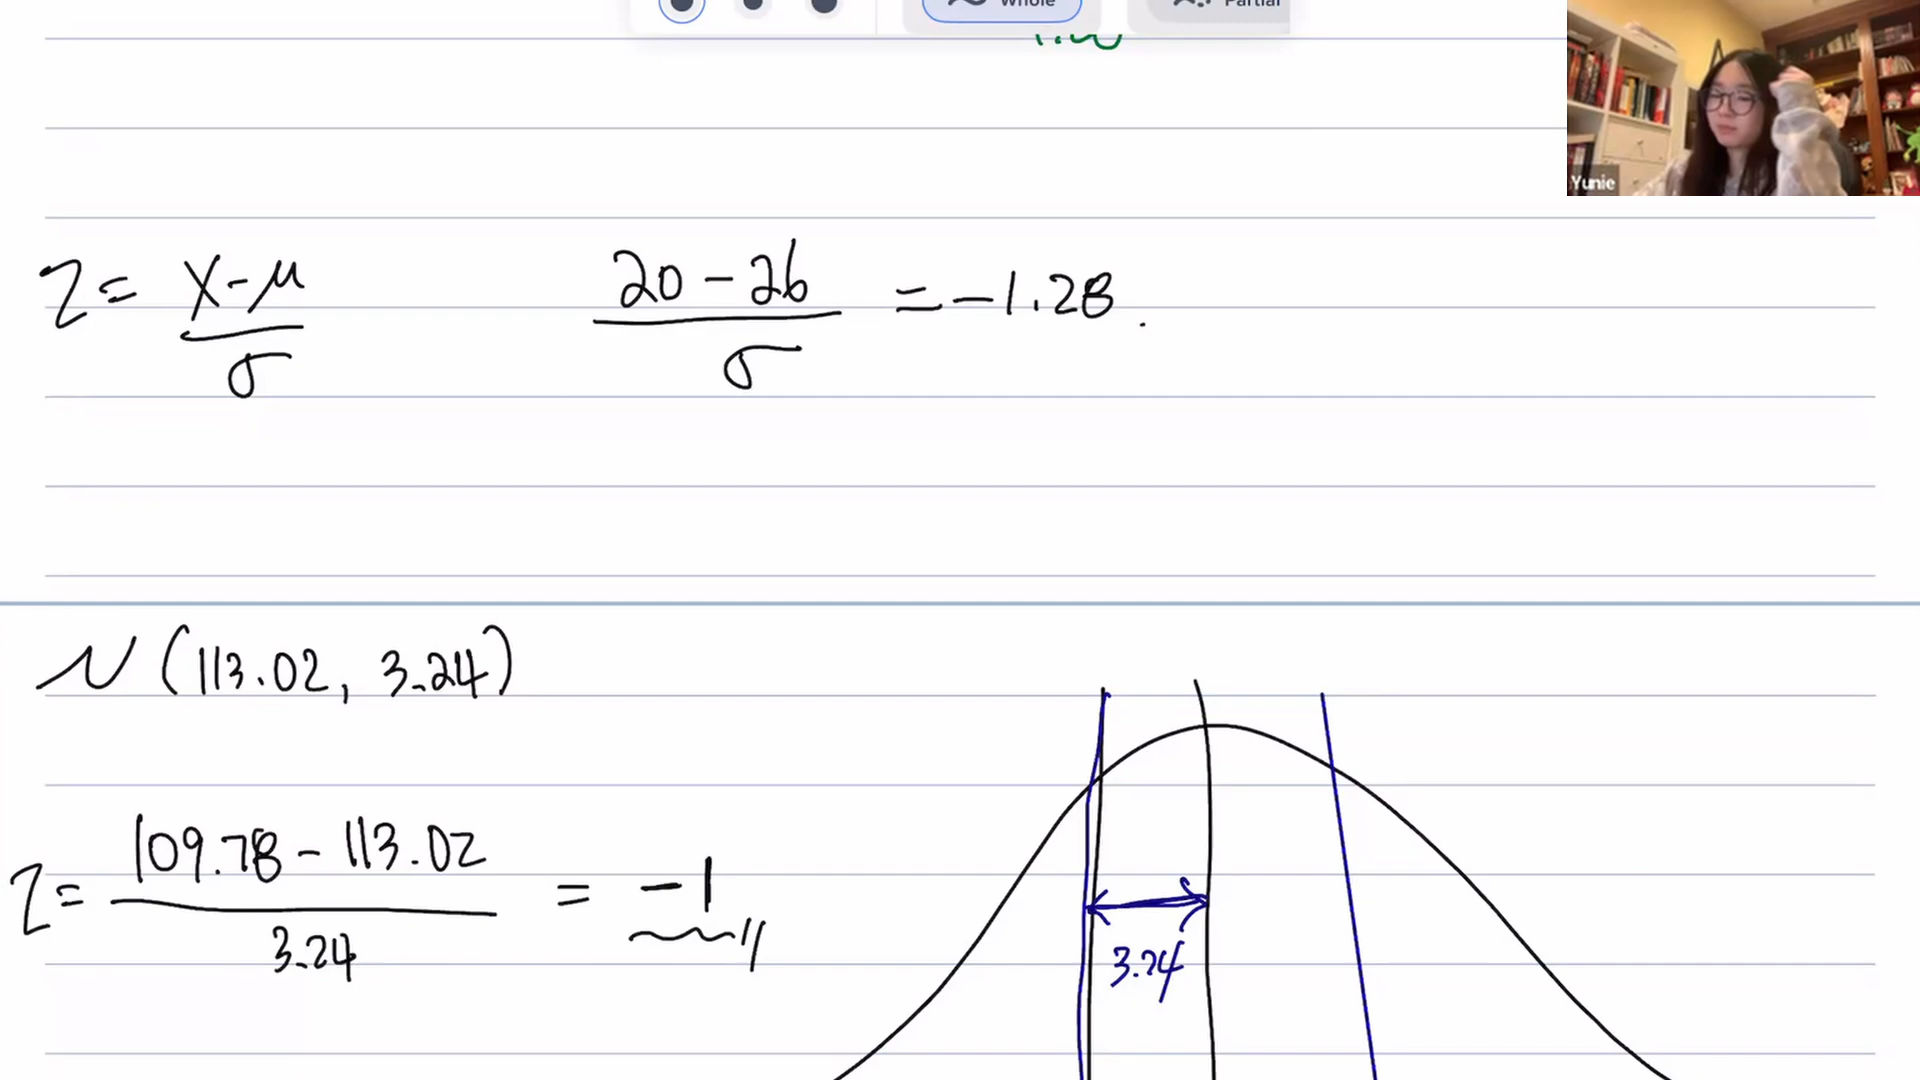 Whole Partial
Yunie
Z = X-μ / σ
20-26 / σ = -1.28.
N (113.02, 3.24)
Z = 109.78 - 113.02 / 3.24 = -1
3.24